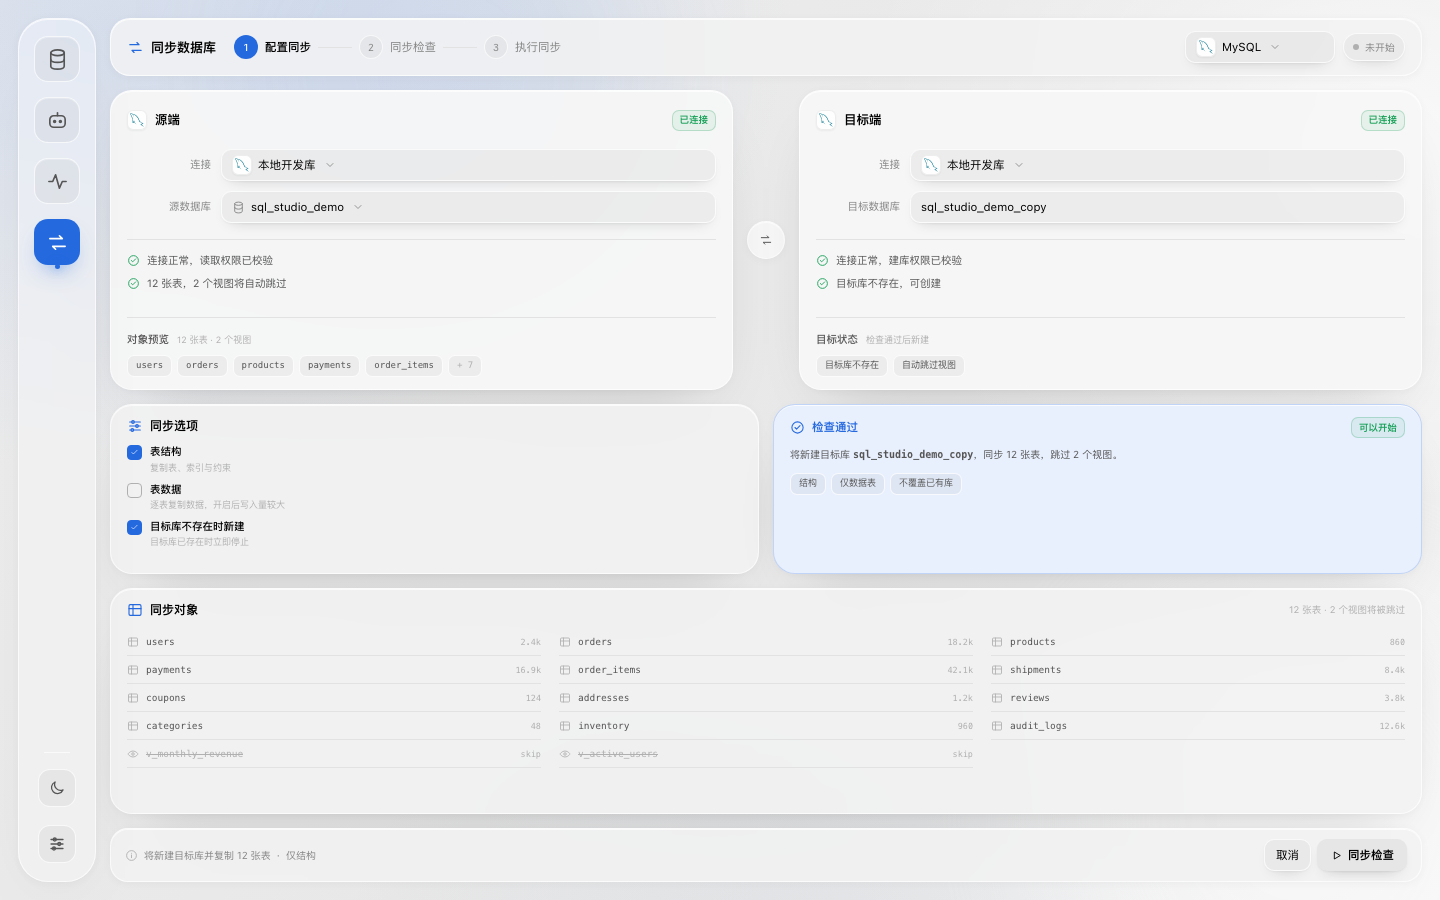 同步数据库 1 配置同步 2 同步检查 3 执行同步 MySQL 未开始
源端 已连接
连接 本地开发库
源数据库 sql_studio_demo
连接正常，读取权限已校验
12 张表，2 个视图将自动跳过
对象预览 12 张表 · 2 个视图
users orders products payments order_items + 7
目标端 已连接
连接 本地开发库
目标数据库 sql_studio_demo_copy
连接正常，建库权限已校验
目标库不存在，可创建
目标状态 检查通过后新建
目标库不存在 自动跳过视图
同步选项
表结构
复制表，索引与约束
表数据
逐表复制数据，开启后写入量较大
目标库不存在时新建
目标库已存在时立即停止
检查通过 可以开始
将新建目标库 sql_studio_demo_copy，同步 12 张表，跳过 2 个视图。
结构 仅数据表 不覆盖已有库
同步对象 12 张表 · 2 个视图将被跳过
users 2.4k orders 18.2k products 860
payments 16.9k order_items 42.1k shipments 8.4k
coupons 124 addresses 1.2k reviews 3.8k
categories 48 inventory 960 audit_logs 12.6k
v_monthly_revenue skip v_active_users skip
将新建目标库并复制 12 张表 · 仅结构 取消 同步检查